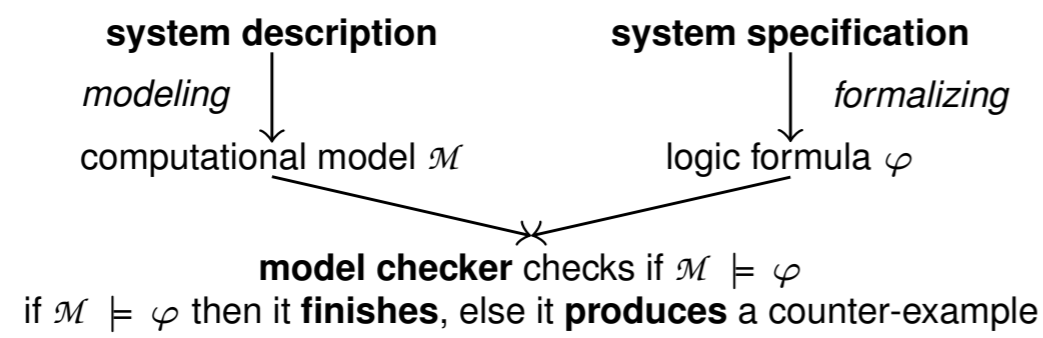 system description system specification
modeling formalizing
computational model ℳ logic formula φ
model checker checks if ℳ ⊨ φ
if ℳ ⊨ φ then it finishes, else it produces a counter-example